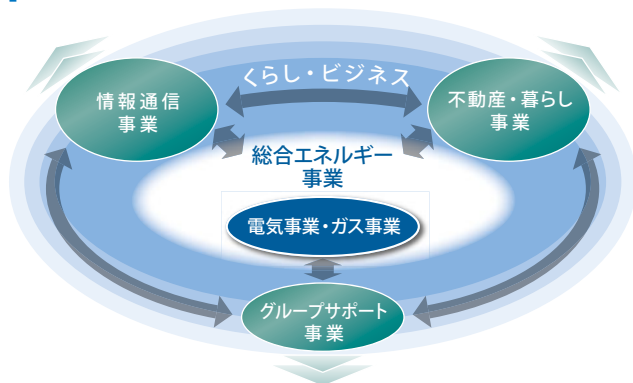 くらし・ビジネス
情報通信
事業
不動産・暮らし
事業
総合エネルギー
事業
電気事業・ガス事業
グループサポート
事業